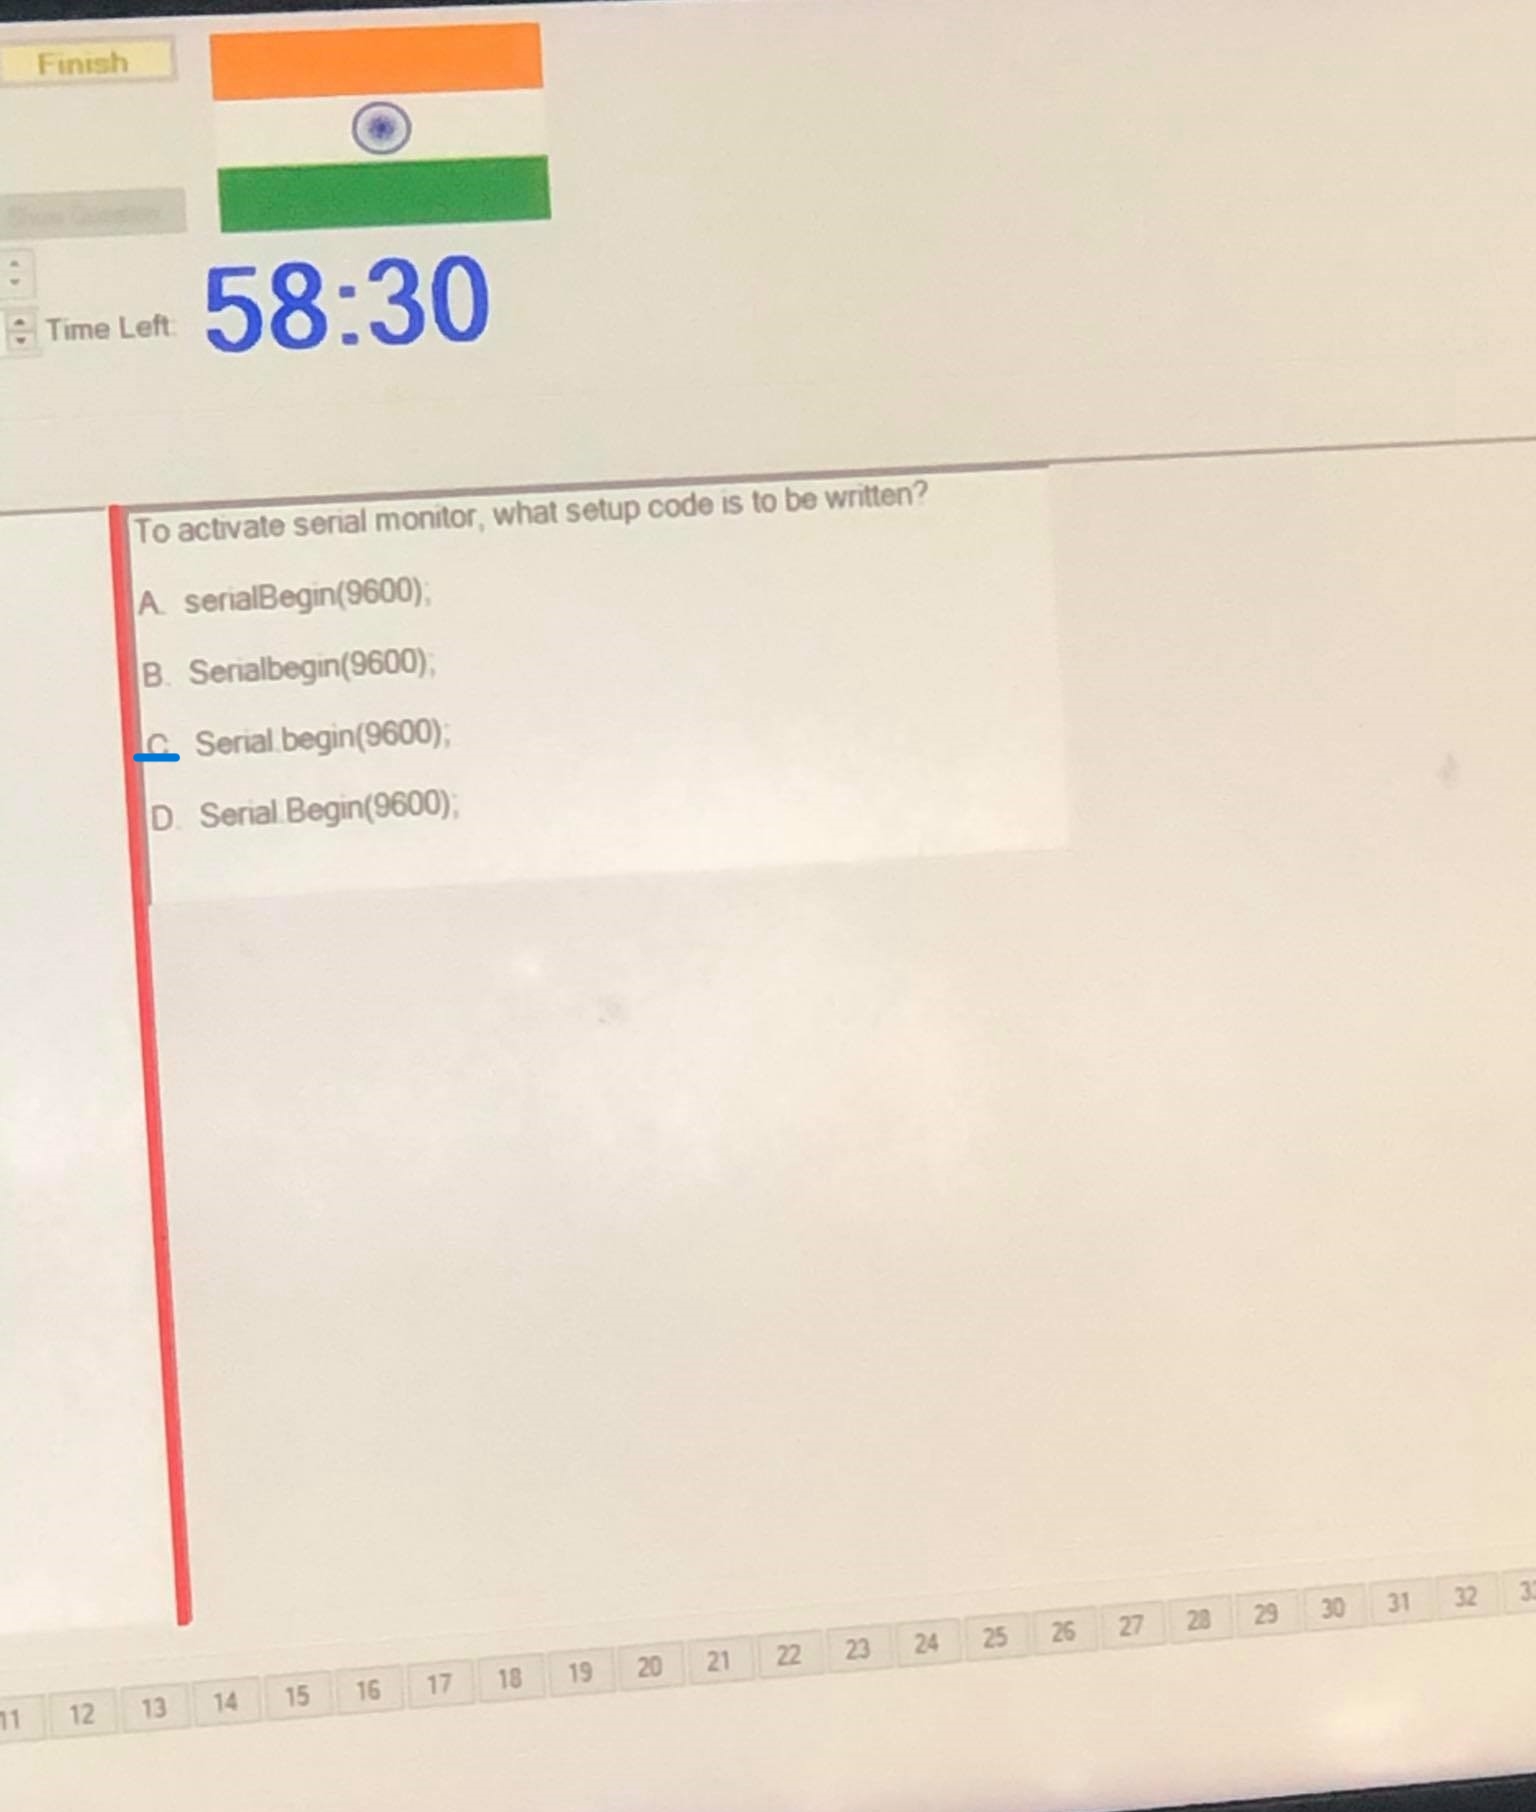 Finish
Show Question
Time Left: 58:30
To activate serial monitor, what setup code is to be written?
A. serialBegin(9600);
B. Serialbegin(9600);
C. Serial.begin(9600);
D. Serial.Begin(9600);
11 12 13 14 15 16 17 18 19 20 21 22 23 24 25 26 27 28 29 30 31 32